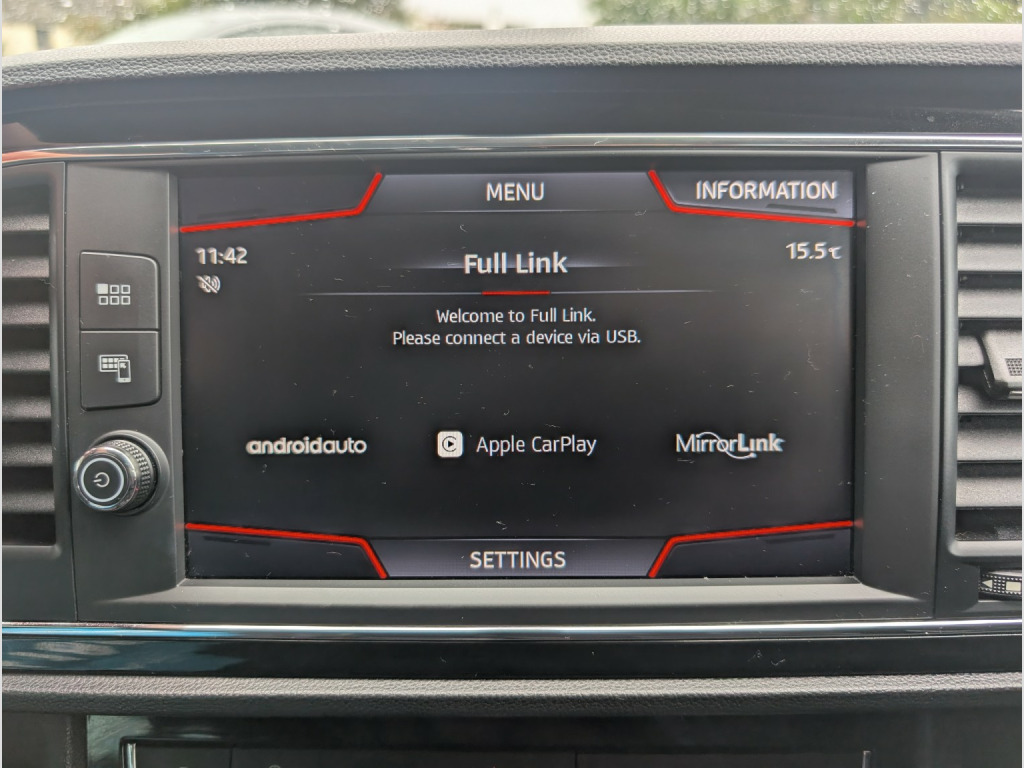 MENU
INFORMATION
11:42
15.5℃
Full Link
Welcome to Full Link.
Please connect a device via USB.
androidauto
Apple CarPlay
MirrorLink
SETTINGS